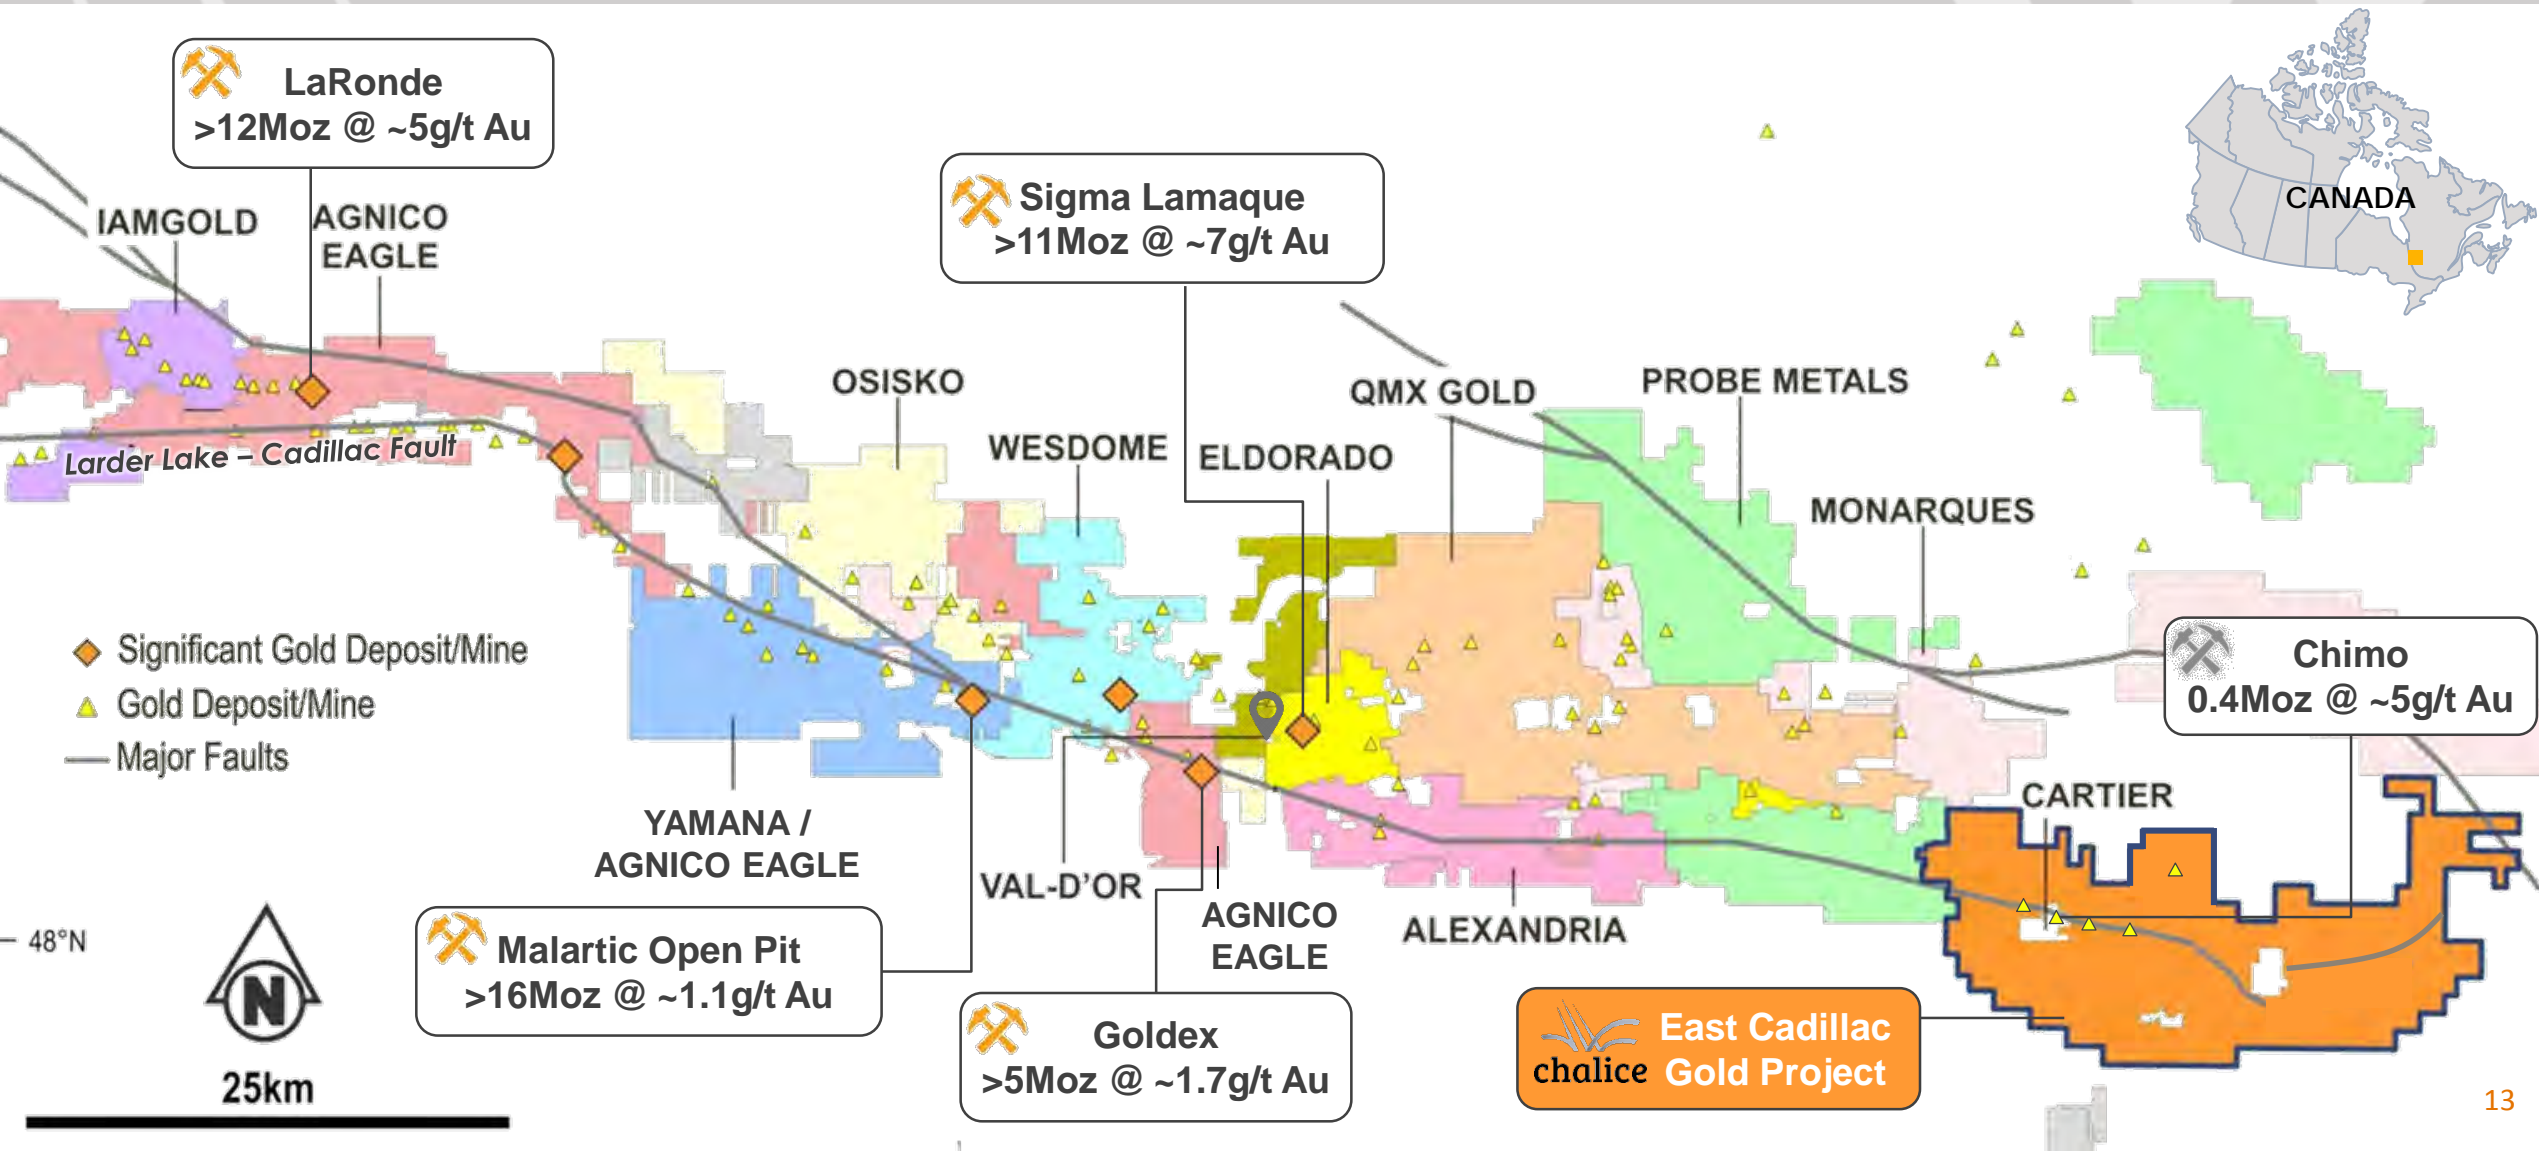 LaRonde
>12Moz @ ~5g/t Au
CANADA
Sigma Lamaque
>11Moz @ ~7g/t Au
IAMGOLD
AGNICO
EAGLE
OSISKO
QMX GOLD
PROBE METALS
WESDOME
ELDORADO
MONARQUES
Larder Lake – Cadillac Fault
Significant Gold Deposit/Mine
Gold Deposit/Mine
Major Faults
Chimo
0.4Moz @ ~5g/t Au
CARTIER
YAMANA /
AGNICO EAGLE
VAL-D'OR
AGNICO
EAGLE
ALEXANDRIA
48°N
N
25km
Malartic Open Pit
>16Moz @ ~1.1g/t Au
Goldex
>5Moz @ ~1.7g/t Au
chalice
East Cadillac
Gold Project
13